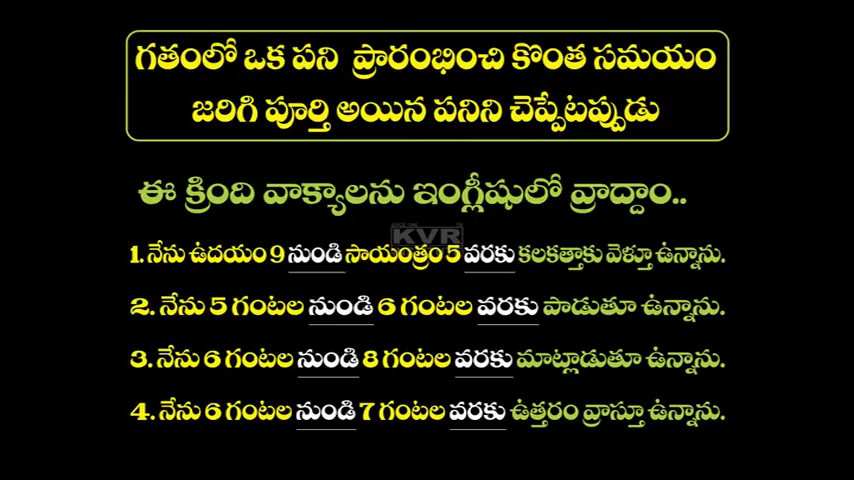 గతంలో ఒక పని ప్రారంభించి కొంత సమయం
జరిగి పూర్తి అయిన పనిని చెప్పేటప్పుడు
ఈ క్రింది వాక్యాలను ఇంగ్లీషులో వ్రాద్దాం..
KVR
1. నేను ఉదయం 9 నుండి సాయంత్రం 5 వరకు కలకత్తాకు వెళ్తూ ఉన్నాను.
2. నేను 5 గంటల నుండి 6 గంటల వరకు పాడుతూ ఉన్నాను.
3. నేను 6 గంటల నుండి 8 గంటల వరకు మాట్లాడుతూ ఉన్నాను.
4. నేను 6 గంటల నుండి 7 గంటల వరకు ఉత్తరం వ్రాస్తూ ఉన్నాను.